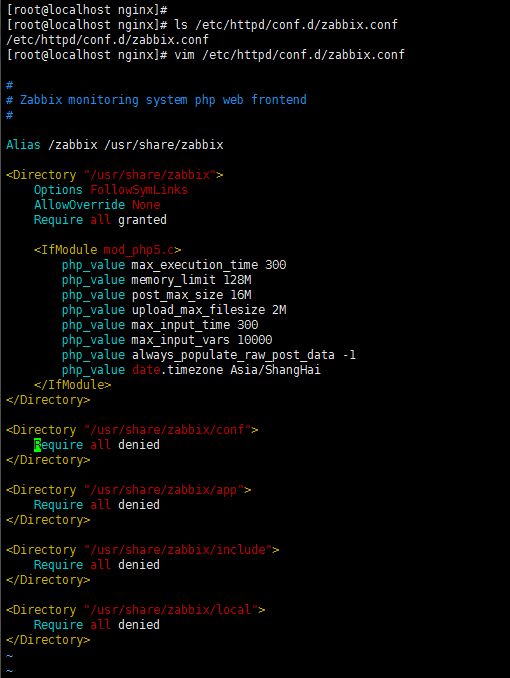 [root@localhost nginx]#
[root@localhost nginx]# ls /etc/httpd/conf.d/zabbix.conf
/etc/httpd/conf.d/zabbix.conf
[root@localhost nginx]# vim /etc/httpd/conf.d/zabbix.conf
#
# Zabbix monitoring system php web frontend
#
Alias /zabbix /usr/share/zabbix
<Directory "/usr/share/zabbix">
    Options FollowSymLinks
    AllowOverride None
    Require all granted
    <IfModule mod_php5.c>
        php_value max_execution_time 300
        php_value memory_limit 128M
        php_value post_max_size 16M
        php_value upload_max_filesize 2M
        php_value max_input_time 300
        php_value max_input_vars 10000
        php_value always_populate_raw_post_data -1
        php_value date.timezone Asia/ShangHai
    </IfModule>
</Directory>
<Directory "/usr/share/zabbix/conf">
    Require all denied
</Directory>
<Directory "/usr/share/zabbix/app">
    Require all denied
</Directory>
<Directory "/usr/share/zabbix/include">
    Require all denied
</Directory>
<Directory "/usr/share/zabbix/local">
    Require all denied
</Directory>
~
~